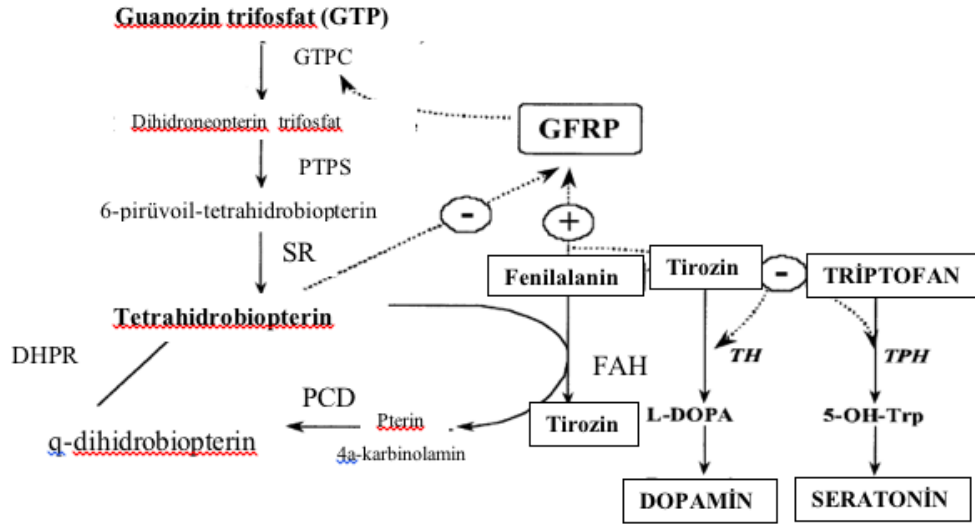 Guanozin trifosfat (GTP)
GTPC
Dihidroneopterin trifosfat
GFRP
PTPS
6-pirüvoil-tetrahidrobiopterin
-
+
SR
Fenilalanin
Tirozin
-
TRİPTOFAN
Tetrahidrobiopterin
DHPR
FAH
TH
TPH
PCD
Pterin
4a-karbinolamin
q-dihidrobiopterin
Tirozin
L-DOPA
5-OH-Trp
DOPAMİN
SERATONİN